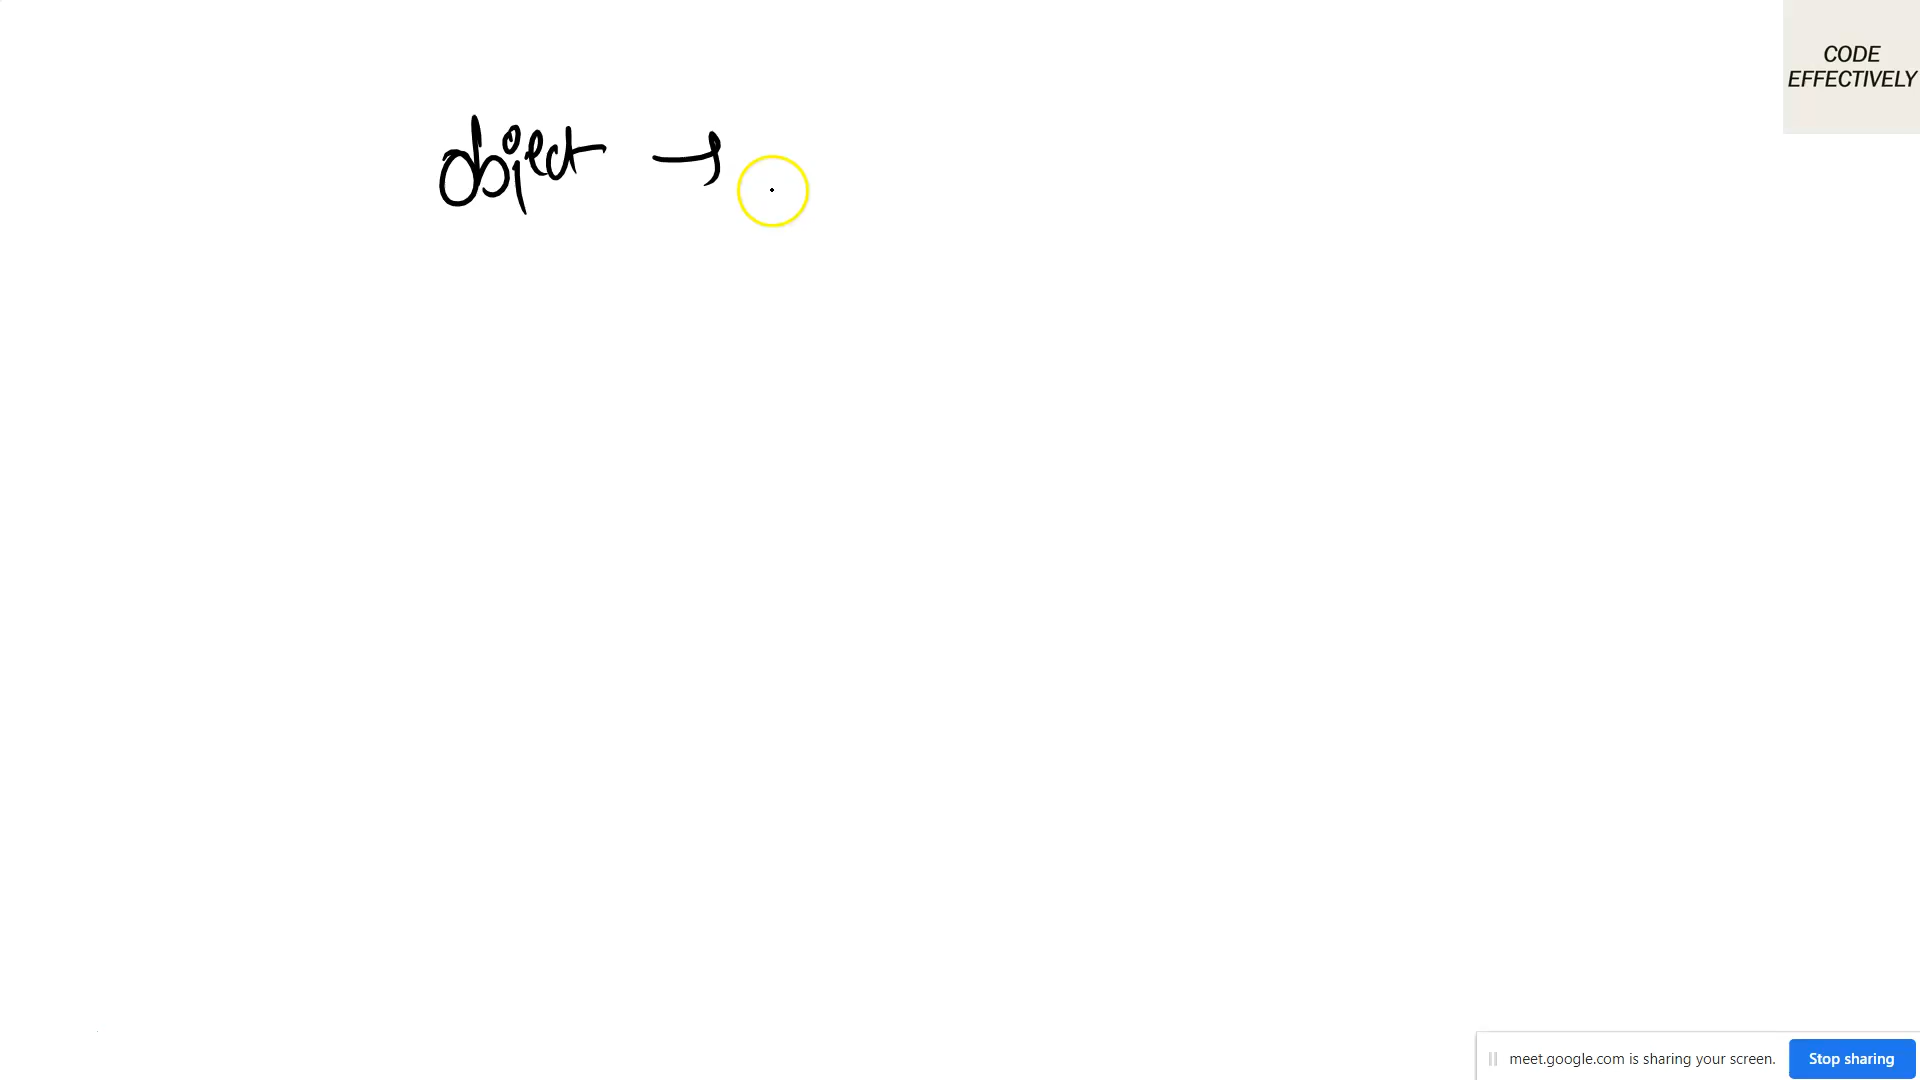 CODE
EFFECTIVELY
object →
meet.google.com is sharing your screen.
Stop sharing